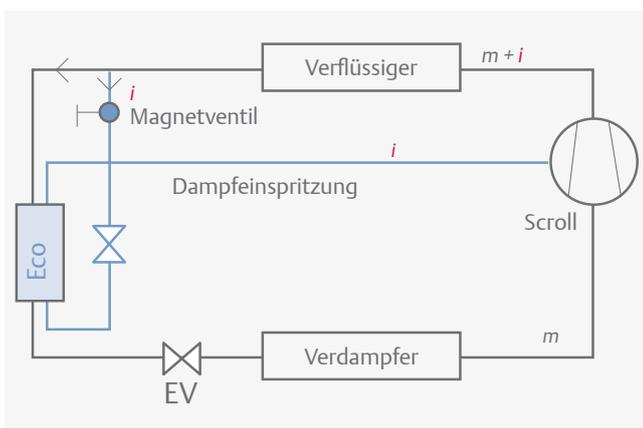 Verflüssiger
m + i
i
Magnetventil
i
Dampfeinspritzung
Scroll
Eco
m
Verdampfer
EV